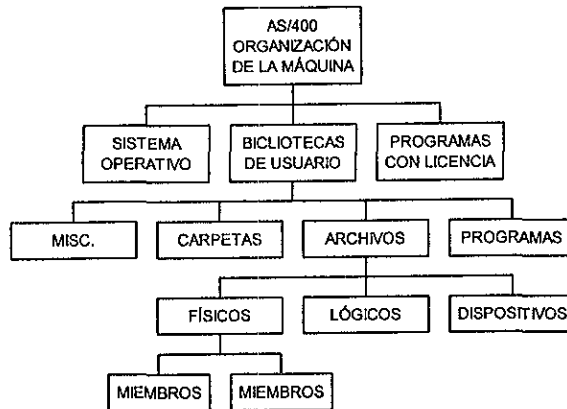 AS/400
ORGANIZACIÓN
DE LA MÁQUINA
SISTEMA
OPERATIVO
BICLIOTECAS
DE USUARIO
PROGRAMAS
CON LICENCIA
MISC.
CARPETAS
ARCHIVOS
PROGRAMAS
FÍSICOS
LÓGICOS
DISPOSITIVOS
MIEMBROS
MIEMBROS